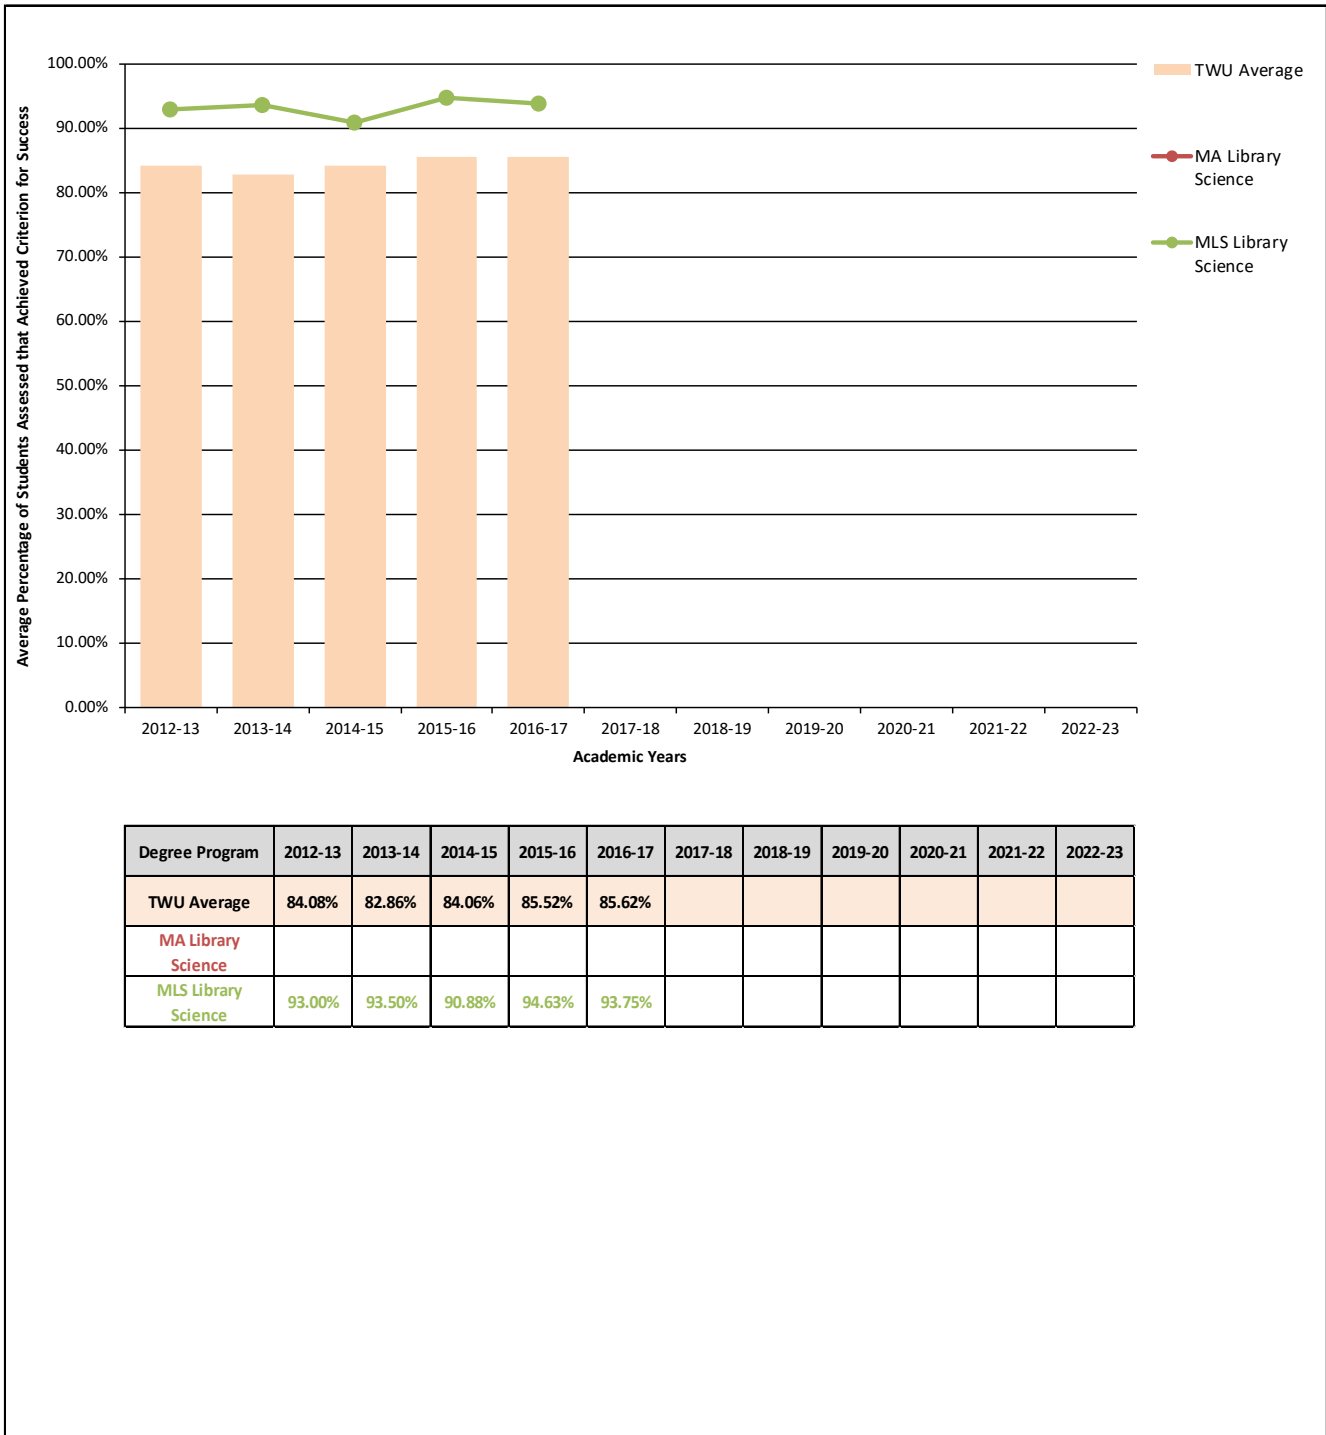 100.00%
90.00%
80.00%
70.00%
60.00%
50.00%
40.00%
30.00%
20.00%
10.00%
0.00%
Average Percentage of Students Assessed that Achieved Criterion for Success
2012-13 2013-14 2014-15 2015-16 2016-17 2017-18 2018-19 2019-20 2020-21 2021-22 2022-23
Academic Years
TWU Average
MA Library
Science
MLS Library
Science
Degree Program 2012-13 2013-14 2014-15 2015-16 2016-17 2017-18 2018-19 2019-20 2020-21 2021-22 2022-23
TWU Average 84.08% 82.86% 84.06% 85.52% 85.62%
MA Library
Science
MLS Library
Science 93.00% 93.50% 90.88% 94.63% 93.75%